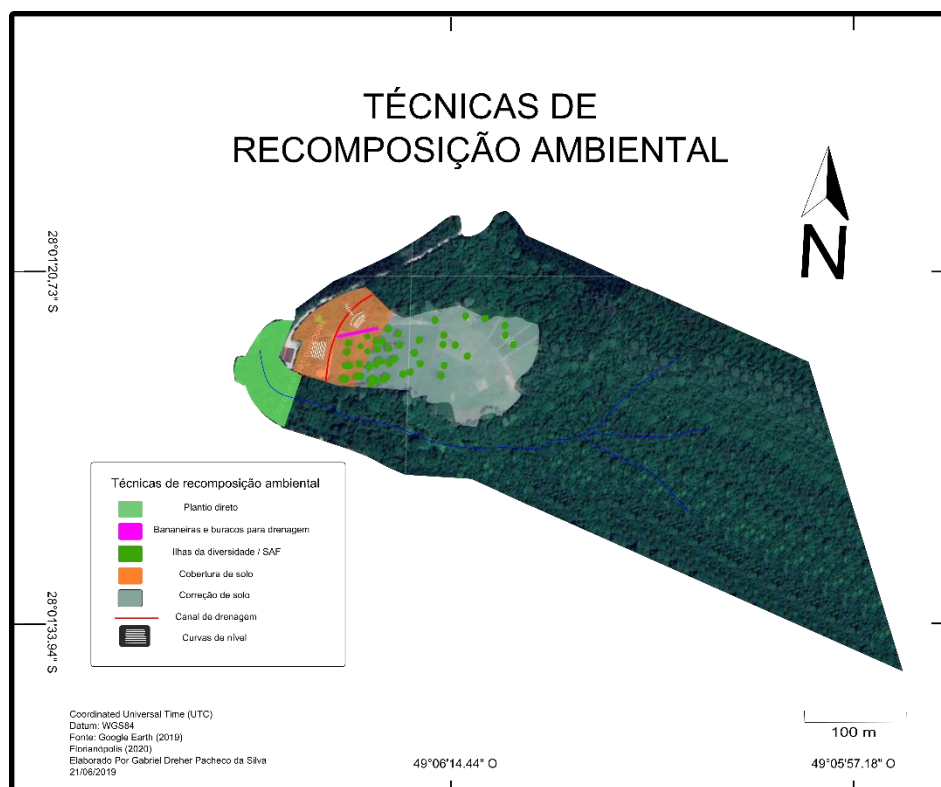 TÉCNICAS DE
RECOMPOSIÇÃO AMBIENTAL
N
28°01'20.73" S
28°01'33.94" S
Técnicas de recomposição ambiental
Plantio direto
Bananeiras e buracos para drenagem
Ilhas da diversidade / SAF
Cobertura de solo
Correção de solo
Canal de drenagem
Curvas de nível
Coordinated Universal Time (UTC)
Datum: WGS84
Fonte: Google Earth (2019)
Florianópolis (2020)
Elaborado Por Gabriel Dreher Pacheco da Silva
21/06/2019
49°06'14.44" O
49°05'57.18" O
100 m